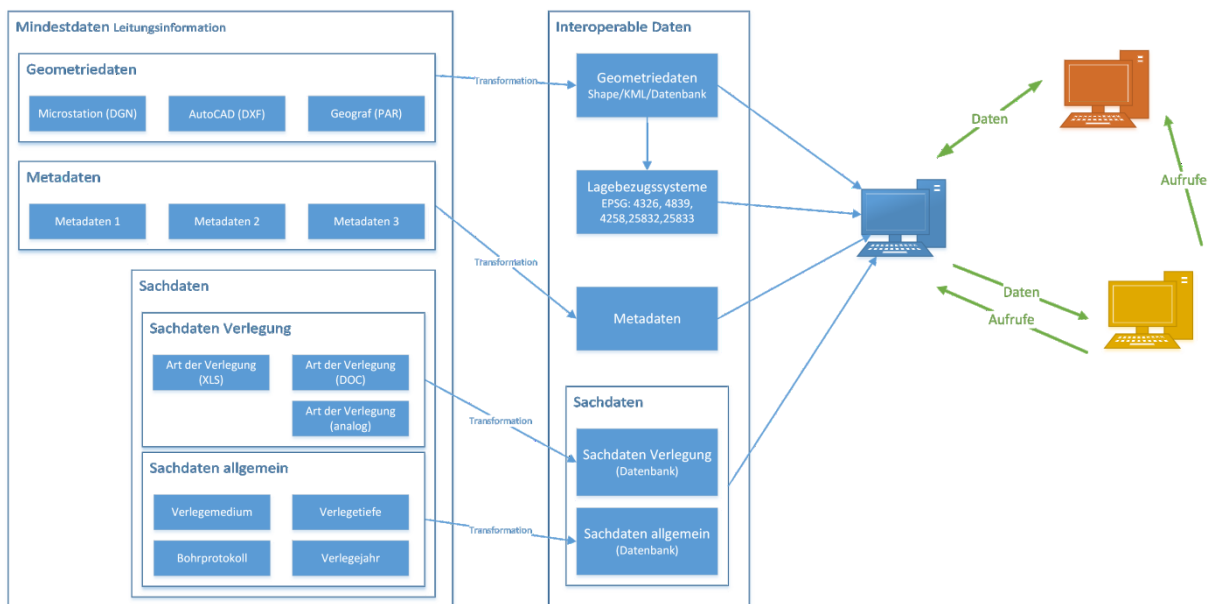 Mindestdaten Leitungsinformation
Geometriedaten
Microstation (DGN)
AutoCAD (DXF)
Geograf (PAR)
Metadaten
Metadaten 1
Metadaten 2
Metadaten 3
Sachdaten
Sachdaten Verlegung
Art der Verlegung
(XLS)
Art der Verlegung
(DOC)
Art der Verlegung
(analog)
Sachdaten allgemein
Verlegemedium
Verlegetiefe
Bohrprotokoll
Verlegejahr
Transformation
Transformation
Transformation
Transformation
Interoperable Daten
Geometriedaten
Shape/KML/Datenbank
Lagebezugssysteme
EPSG: 4326, 4839,
4258,25832,25833
Metadaten
Sachdaten
Sachdaten Verlegung
(Datenbank)
Sachdaten allgemein
(Datenbank)
Daten
Aufrufe
Daten
Aufrufe